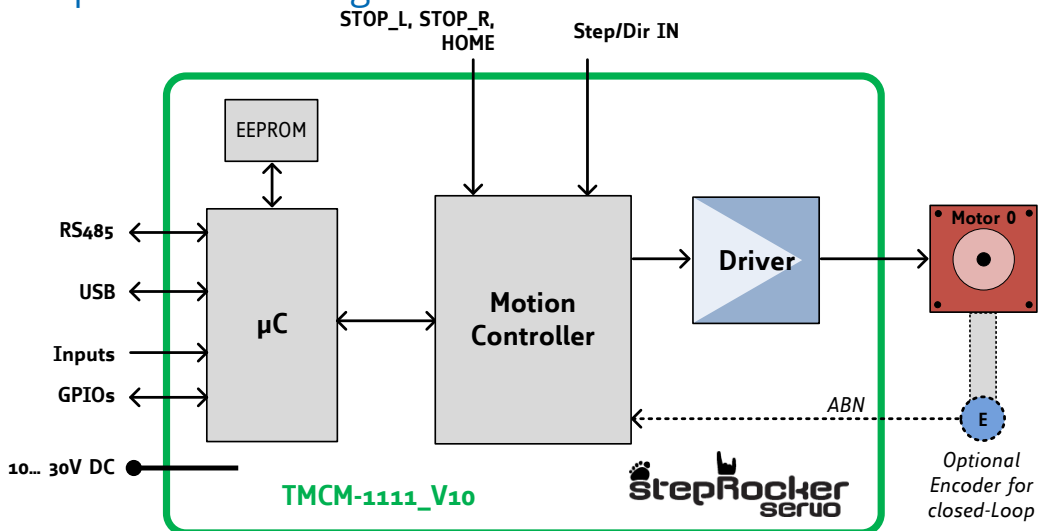 STOP_L, STOP_R,
HOME
Step/Dir IN
EEPROM
RS485
USB
Inputs
GPIOs
10... 30V DC
µC
Motion
Controller
Driver
Motor 0
ABN
E
Optional
Encoder for
closed-Loop
TMCM-1111_V10
StepRocker
servo